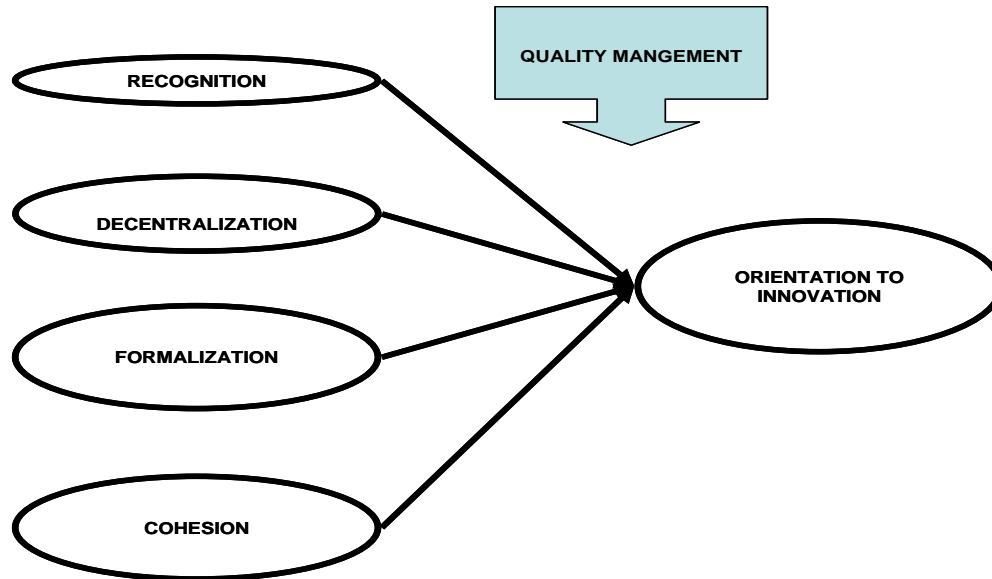 QUALITY MANGEMENT
RECOGNITION
DECENTRALIZATION
ORIENTATION TO
INNOVATION
FORMALIZATION
COHESION